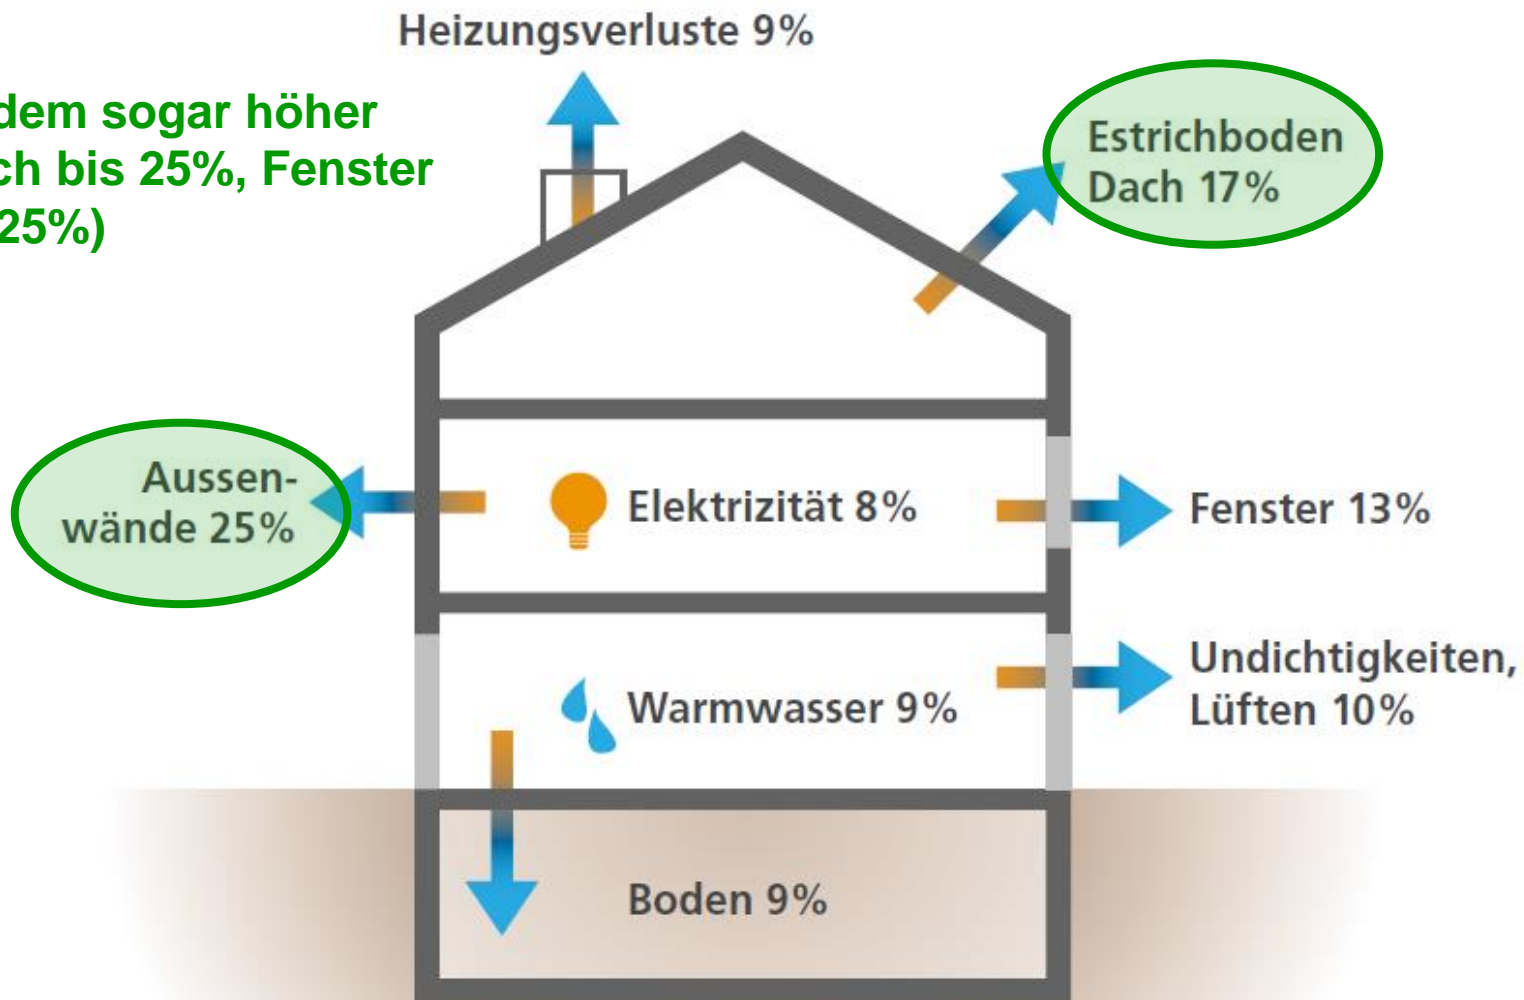 Heizungsverluste 9%
dem sogar höher
ch bis 25%, Fenster
25%)
Estrichboden
Dach 17%
Aussen-
wände 25%
Elektrizität 8%
Fenster 13%
Undichtigkeiten,
Lüften 10%
Warmwasser 9%
Boden 9%